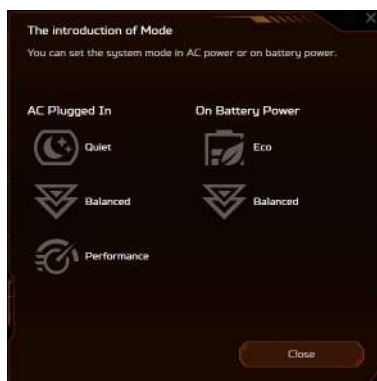 The introduction of Mode
You can set the system mode in AC power or on battery power.
AC Plugged In
On Battery Power
Quiet
Eco
Balanced
Balanced
Performance
Close